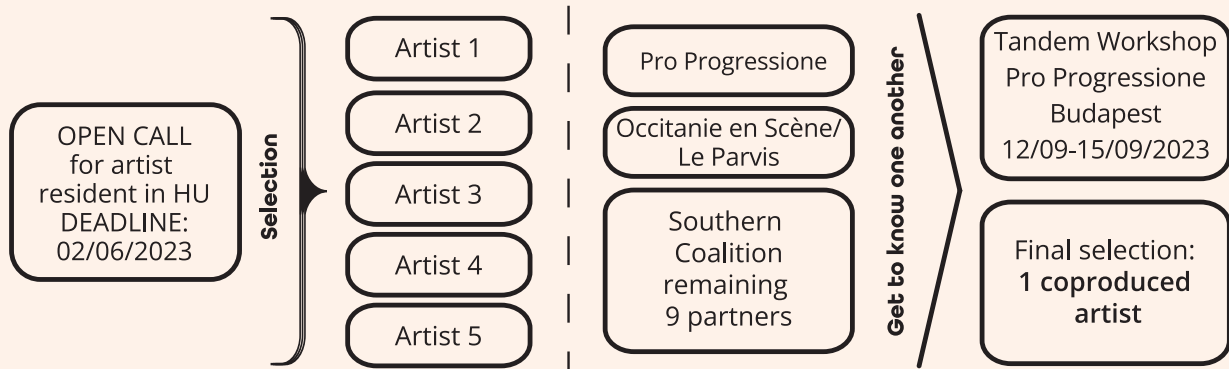 OPEN CALL
for artist
resident in HU
DEADLINE:
02/06/2023
Selection
Artist 1
Artist 2
Artist 3
Artist 4
Artist 5
Pro Progressione
Occitanie en Scène/
Le Parvis
Southern
Coalition
remaining
9 partners
Get to know one another
Tandem Workshop
Pro Progressione
Budapest
12/09-15/09/2023
Final selection:
1 coproduced
artist